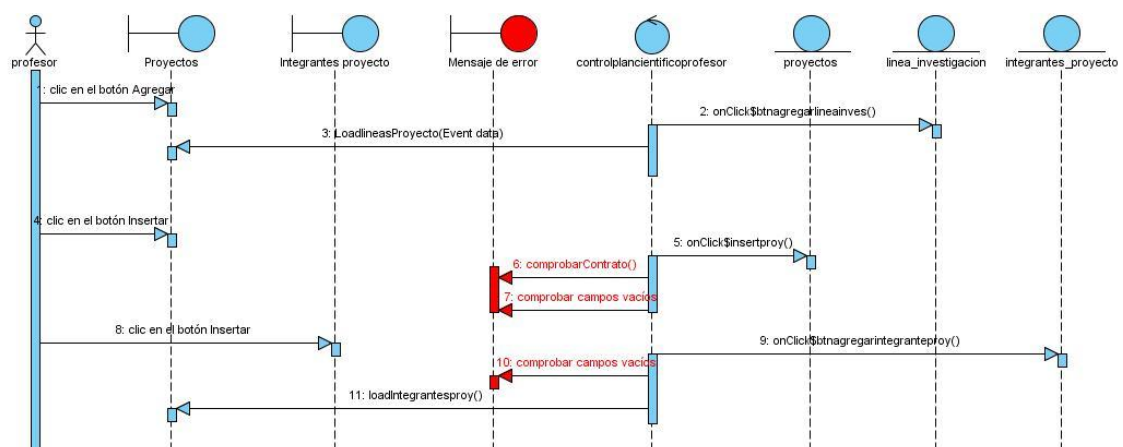 profesor
Proyectos
Integrantes proyecto
Mensaje de error
controlplancientificoprofesor
proyectos
linea_investigacion
integrantes_proyecto
1: clic en el botón Agregar
2: onClick$btnagregarlineainves()
3: LoadlineasProyecto(Event data)
4: clic en el botón Insertar
5: onClick$insertproy()
6: comprobarContrato()
7: comprobar campos vacíos
8: clic en el botón Insertar
9: onClick$btnagregarintegranteproy()
10: comprobar campos vacíos
11: loadIntegrantesproy()